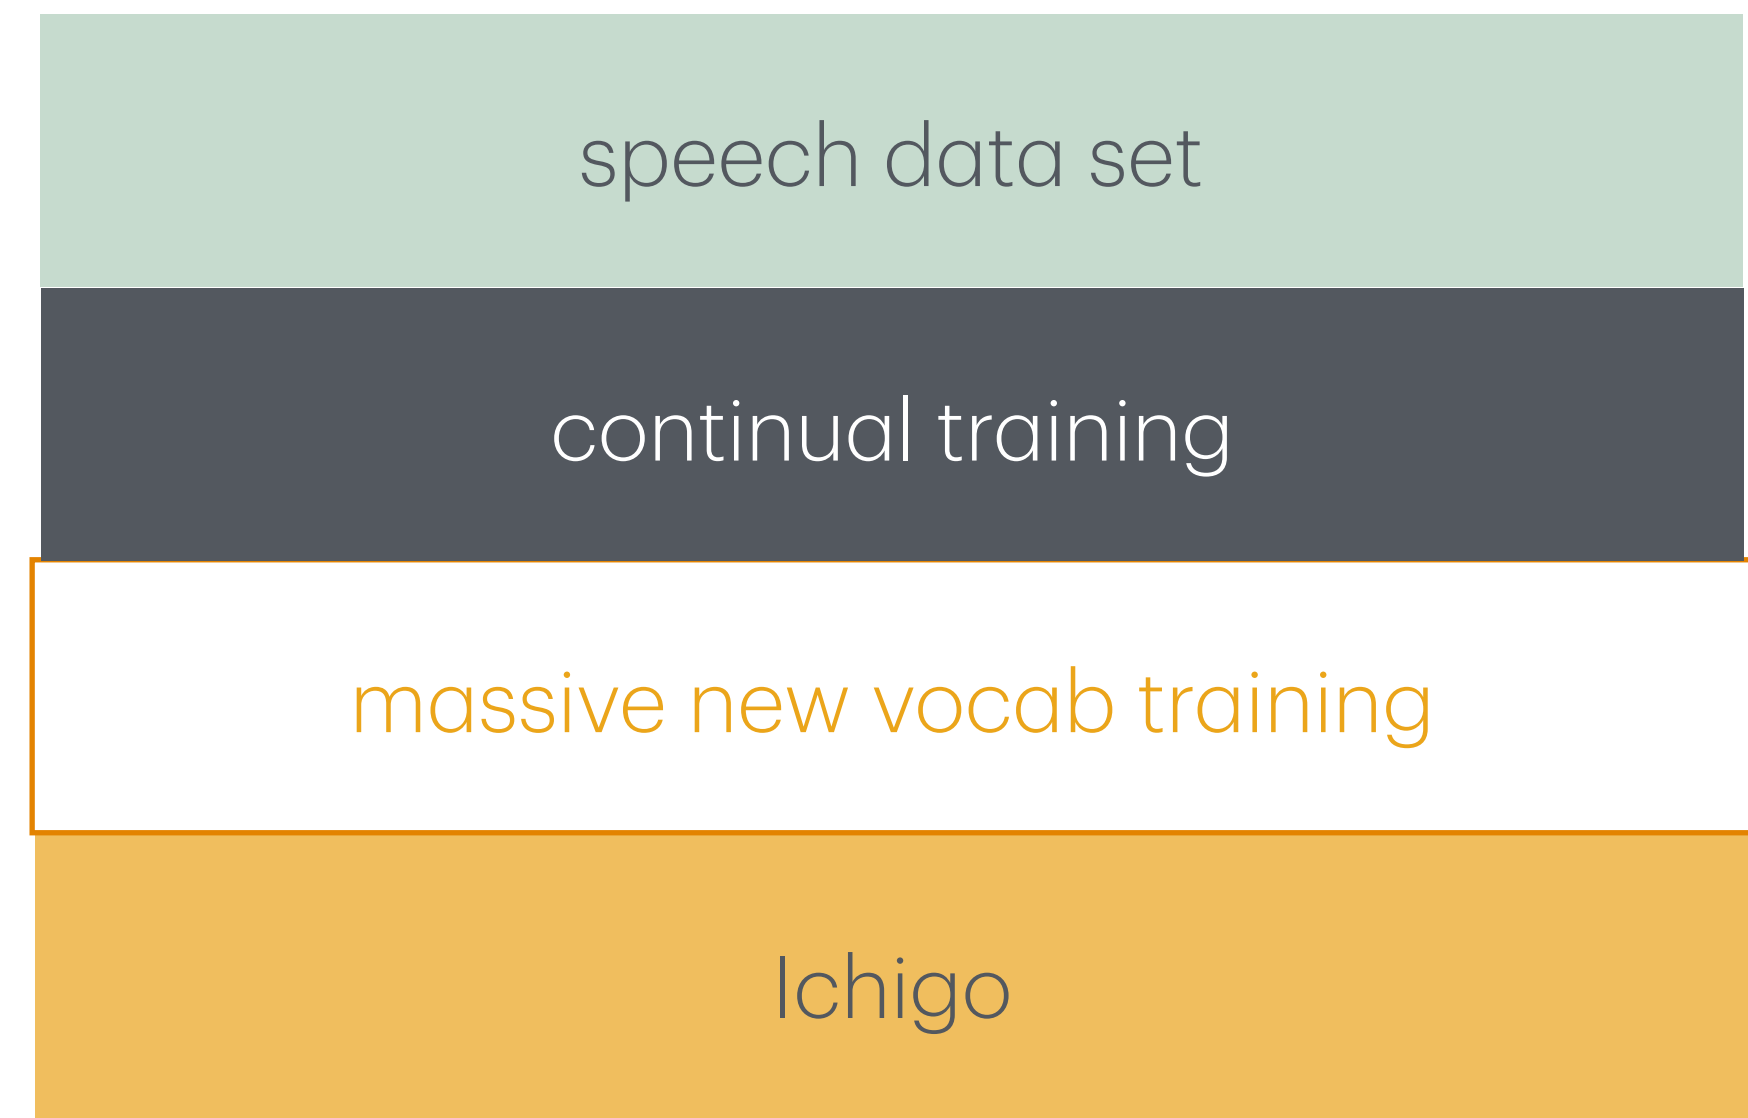 speech data set
continual training
massive new vocab training
Ichigo